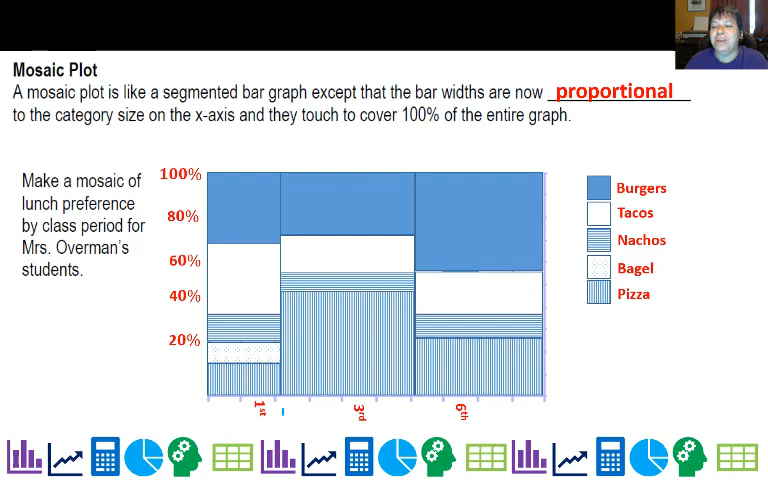 Mosaic Plot
A mosaic plot is like a segmented bar graph except that the bar widths are now proportional
to the category size on the x-axis and they touch to cover 100% of the entire graph.
Make a mosaic of
lunch preference
by class period for
Mrs. Overman's
students.
100%
80%
60%
40%
20%
1st
3rd
6th
Burgers
Tacos
Nachos
Bagel
Pizza